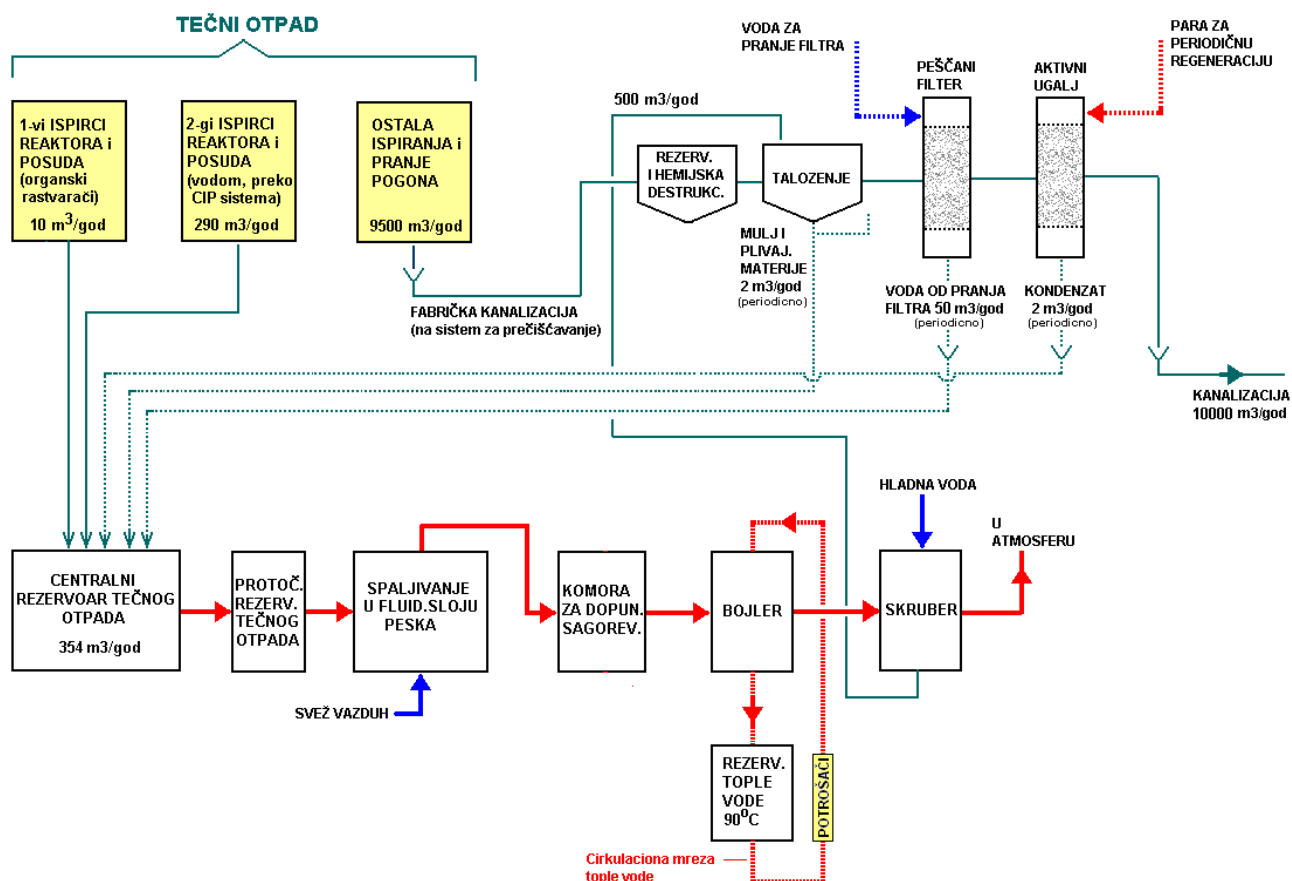 TEČNI OTPAD
1-vi ISPIRCI
REAKTORA i
POSUDA
(organski
rastvarači)
10 m3/god
2-gi ISPIRCI
REAKTORA i
POSUDA
(vodom, preko
CIP sistema)
290 m3/god
OSTALA
ISPIRANJA i
PRANJE
POGONA
9500 m3/god
FABRIČKA KANALIZACIJA
(na sistem za prečišćavanje)
500 m3/god
REZERV.
I HEMIJSKA
DESTRUKC.
TALOZENJE
MULJ I
PLIVAJ.
MATERIJE
2 m3/god
(periodicno)
VODA ZA
PRANJE FILTRA
PEŠČANI
FILTER
AKTIVNI
UGALJ
PARA ZA
PERIODIČNU
REGENERACIJU
VODA OD PRANJA
FILTRA 50 m3/god
(periodicno)
KONDENZAT
2 m3/god
(periodicno)
KANALIZACIJA
10000 m3/god
CENTRALNI
REZERVOAR TEČNOG
OTPADA
354 m3/god
PROTOČ.
REZERV.
TEČNOG
OTPADA
SPALJIVANJE
U FLUID.SLOJU
PESKA
SVEŽ VAZDUH
KOMORA
ZA DOPUN.
SAGOREV.
BOJLER
HLADNA VODA
SKRUBER
U
ATMOSFERU
REZERV.
TOPLE
VODE
90oC
POTROŠAČI
Cirkulaciona mreza
tople vode